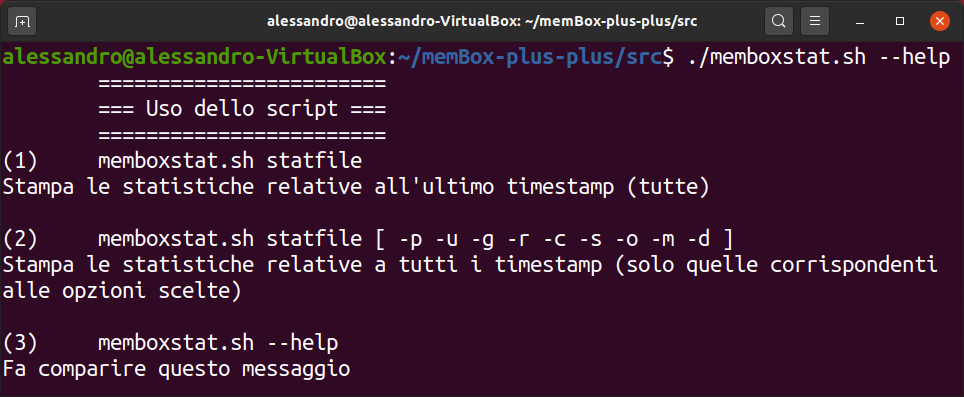 alessandro@alessandro-VirtualBox: ~/memBox-plus-plus/src
alessandro@alessandro-VirtualBox:~/memBox-plus-plus/src$ ./memboxstat.sh --help
========================
=== Uso dello script ===
========================
(1) memboxstat.sh statfile
Stampa le statistiche relative all'ultimo timestamp (tutte)
(2) memboxstat.sh statfile [ -p -u -g -r -c -s -o -m -d ]
Stampa le statistiche relative a tutti i timestamp (solo quelle corrispondenti
alle opzioni scelte)
(3) memboxstat.sh --help
Fa comparire questo messaggio